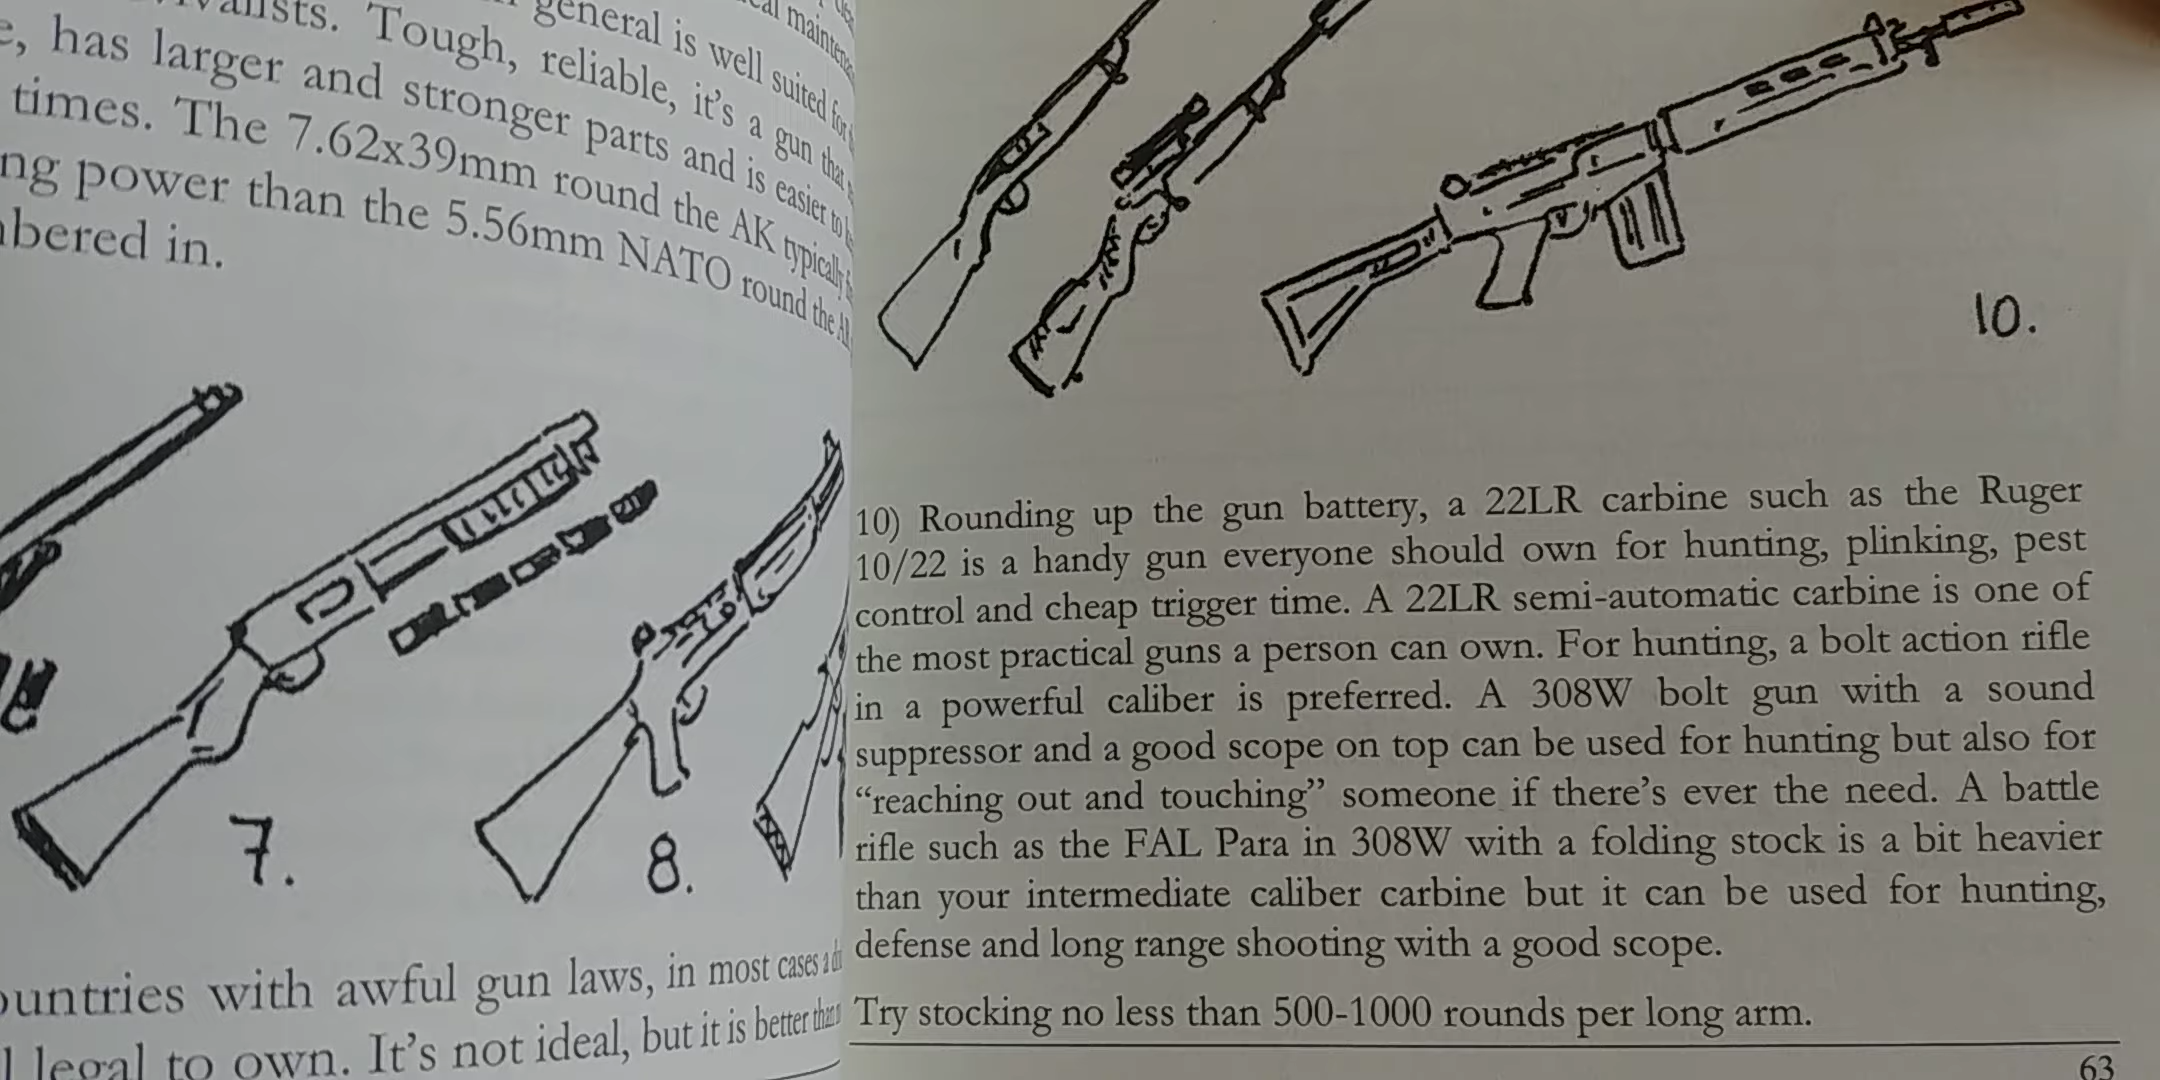 general is well suited for
Tough, reliable, it's a gun that
, has larger and stronger parts and is easier to
times. The 7.62x39mm round the AK typically
ng power than the 5.56mm NATO round the
bered in.
7.
8.
ountries with awful gun laws, in most cases a
legal to own. It's not ideal, but it is better than
10.
10) Rounding up the gun battery, a 22LR carbine such as the Ruger
10/22 is a handy gun everyone should own for hunting, plinking, pest
control and cheap trigger time. A 22LR semi-automatic carbine is one of
the most practical guns a person can own. For hunting, a bolt action rifle
in a powerful caliber is preferred. A 308W bolt gun with a sound
suppressor and a good scope on top can be used for hunting but also for
“reaching out and touching” someone if there’s ever the need. A battle
rifle such as the FAL Para in 308W with a folding stock is a bit heavier
than your intermediate caliber carbine but it can be used for hunting,
defense and long range shooting with a good scope.
Try stocking no less than 500-1000 rounds per long arm.
63